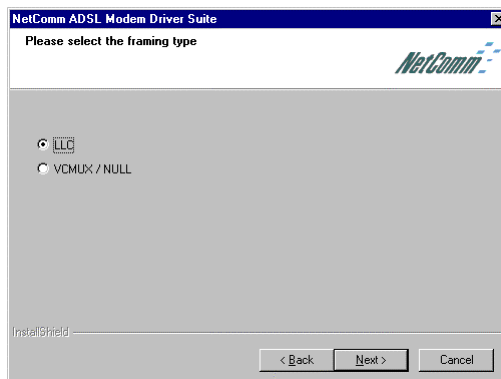 NetComm ADSL Modem Driver Suite
Please select the framing type
NetComm
LLC
VCMUX / NULL
InstallShield
< Back
Next >
Cancel